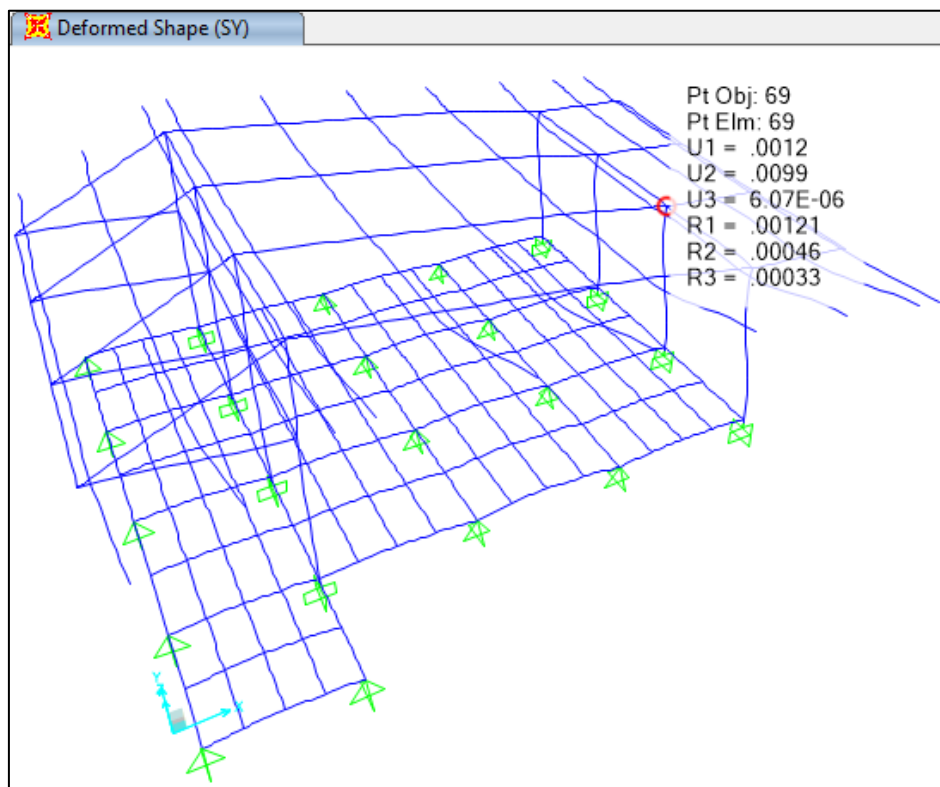 Deformed Shape (SY)
Pt Obj: 69
Pt Elm: 69
U1 = .0012
U2 = .0099
U3 = 6.07E-06
R1 = .00121
R2 = .00046
R3 = .00033
Y
X